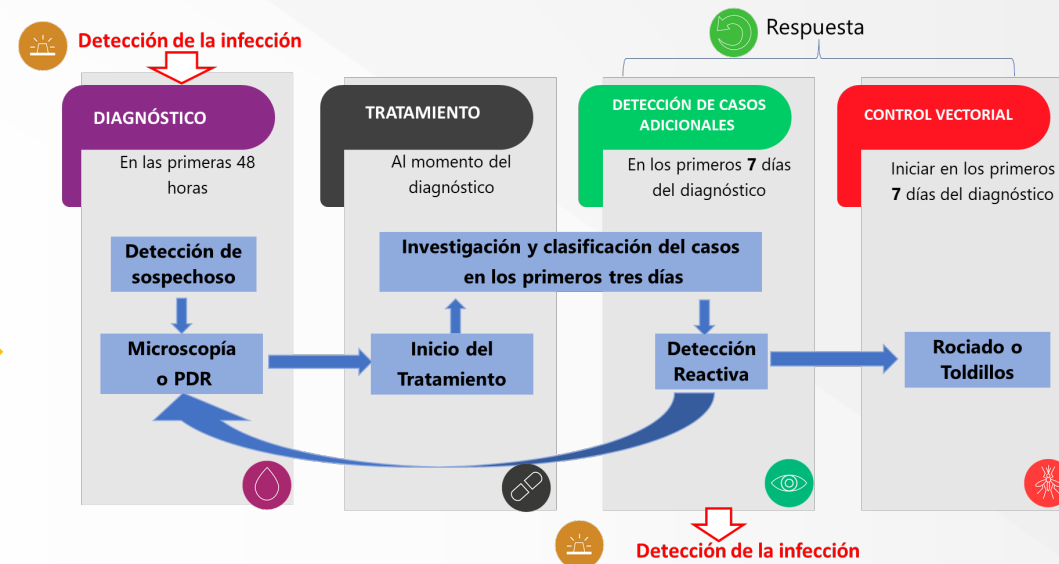 Respuesta
Detección de la infección
DIAGNÓSTICO
En las primeras 48
horas
Detección de
sospechoso
Microscopía
o PDR
TRATAMIENTO
Al momento del
diagnóstico
Investigación y clasificación del casos
en los primeros tres días
Inicio del
Tratamiento
DETECCIÓN DE CASOS
ADICIONALES
En los primeros 7 días
del diagnóstico
Detección
Reactiva
CONTROL VECTORIAL
Iniciar en los primeros
7 días del diagnóstico
Rociado o
Toldillos
Detección de la infección